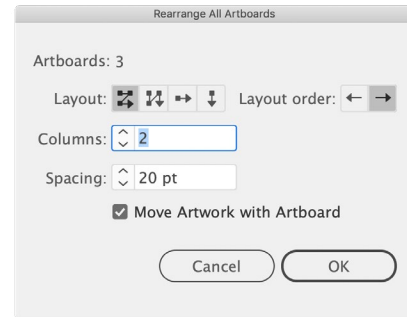 Rearrange All Artboards
Artboards: 3
Layout: Layout order:
Columns: 2
Spacing: 20 pt
Move Artwork with Artboard
Cancel OK